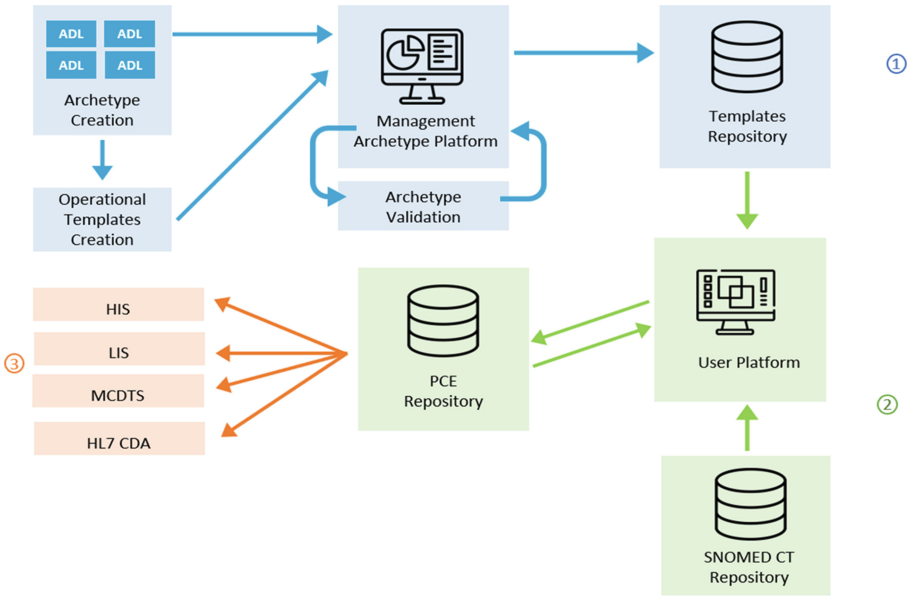 ADL
ADL
ADL
ADL
Archetype
Creation
Operational
Templates
Creation
Management
Archetype Platform
Archetype
Validation
Templates
Repository
①
User Platform
②
SNOMED CT
Repository
PCE
Repository
HIS
LIS
MCDTS
HL7 CDA
③